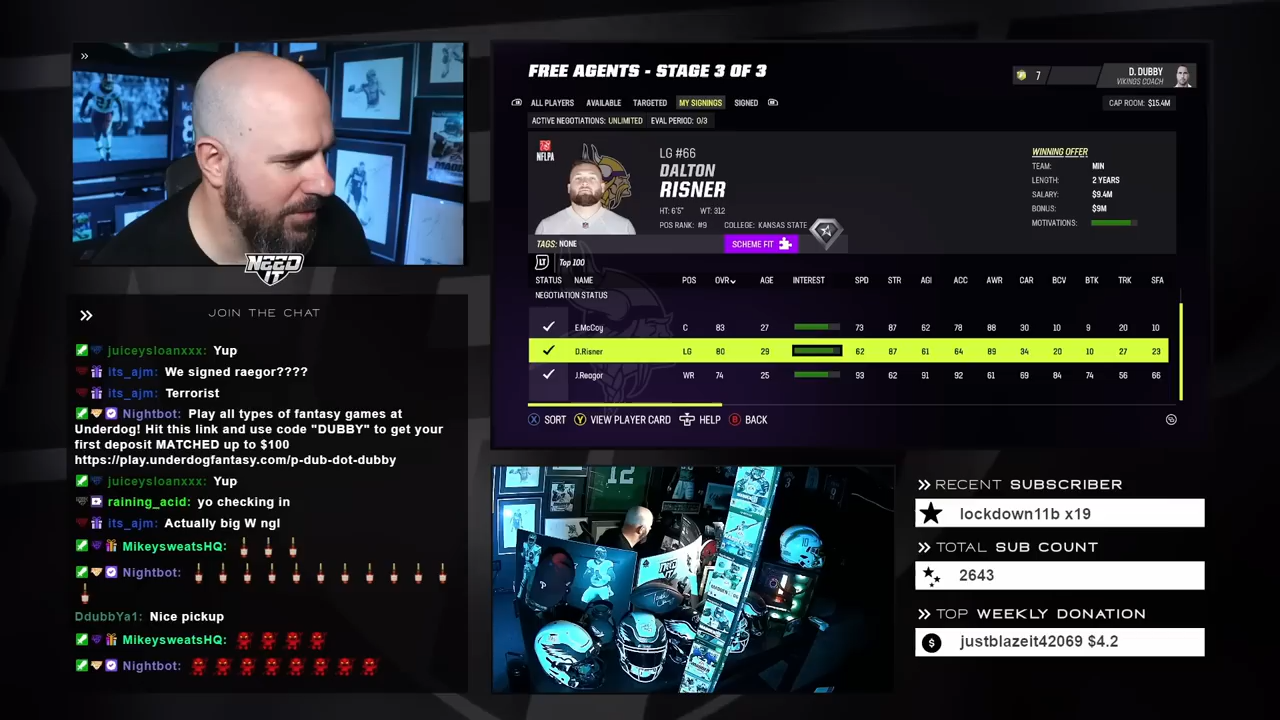 FREE AGENTS - STAGE 3 OF 3
7
D. DUBBY
VIKINGS COACH
ALL PLAYERS AVAILABLE TARGETED MY SIGNINGS SIGNED
CAP ROOM: $15.4M
ACTIVE NEGOTIATIONS: UNLIMITED EVAL PERIOD: 0/3
NFLPA
LG #66
DALTON
RISNER
HT: 6'5" WT: 312
POS RANK: #9 COLLEGE: KANSAS STATE
WINNING OFFER
TEAM: MIN
LENGTH: 2 YEARS
SALARY: $9.4M
BONUS: $9M
MOTIVATIONS:
TAGS: NONE
SCHEME FIT
LT Top 100
STATUS NAME POS OVR AGE INTEREST SPD STR AGI ACC AWR CAR BCV BTK TRK SFA
NEGOTIATION STATUS
E.McCoy C 83 27 73 87 62 78 88 30 10 9 20 10
D.Risner LG 80 29 62 87 61 64 89 34 20 10 27 23
J.Reagor WR 74 25 93 62 91 92 61 69 84 74 56 66
X SORT Y VIEW PLAYER CARD HELP B BACK
NEED IT
JOIN THE CHAT
juiceysloanxxx: Yup
its_ajm: We signed raegor????
its_ajm: Terrorist
Nightbot: Play all types of fantasy games at
Underdog! Hit this link and use code "DUBBY" to get your
first deposit MATCHED up to $100
https://play.underdogfantasy.com/p-dub-dot-dubby
juiceysloanxxx: Yup
raining_acid: yo checking in
its_ajm: Actually big W ngl
MikeysweatsHQ:
Nightbot:
DdubbYa1: Nice pickup
MikeysweatsHQ:
Nightbot:
12
RECENT SUBSCRIBER
lockdown11b x19
TOTAL SUB COUNT
2643
TOP WEEKLY DONATION
justblazeit42069 $4.2